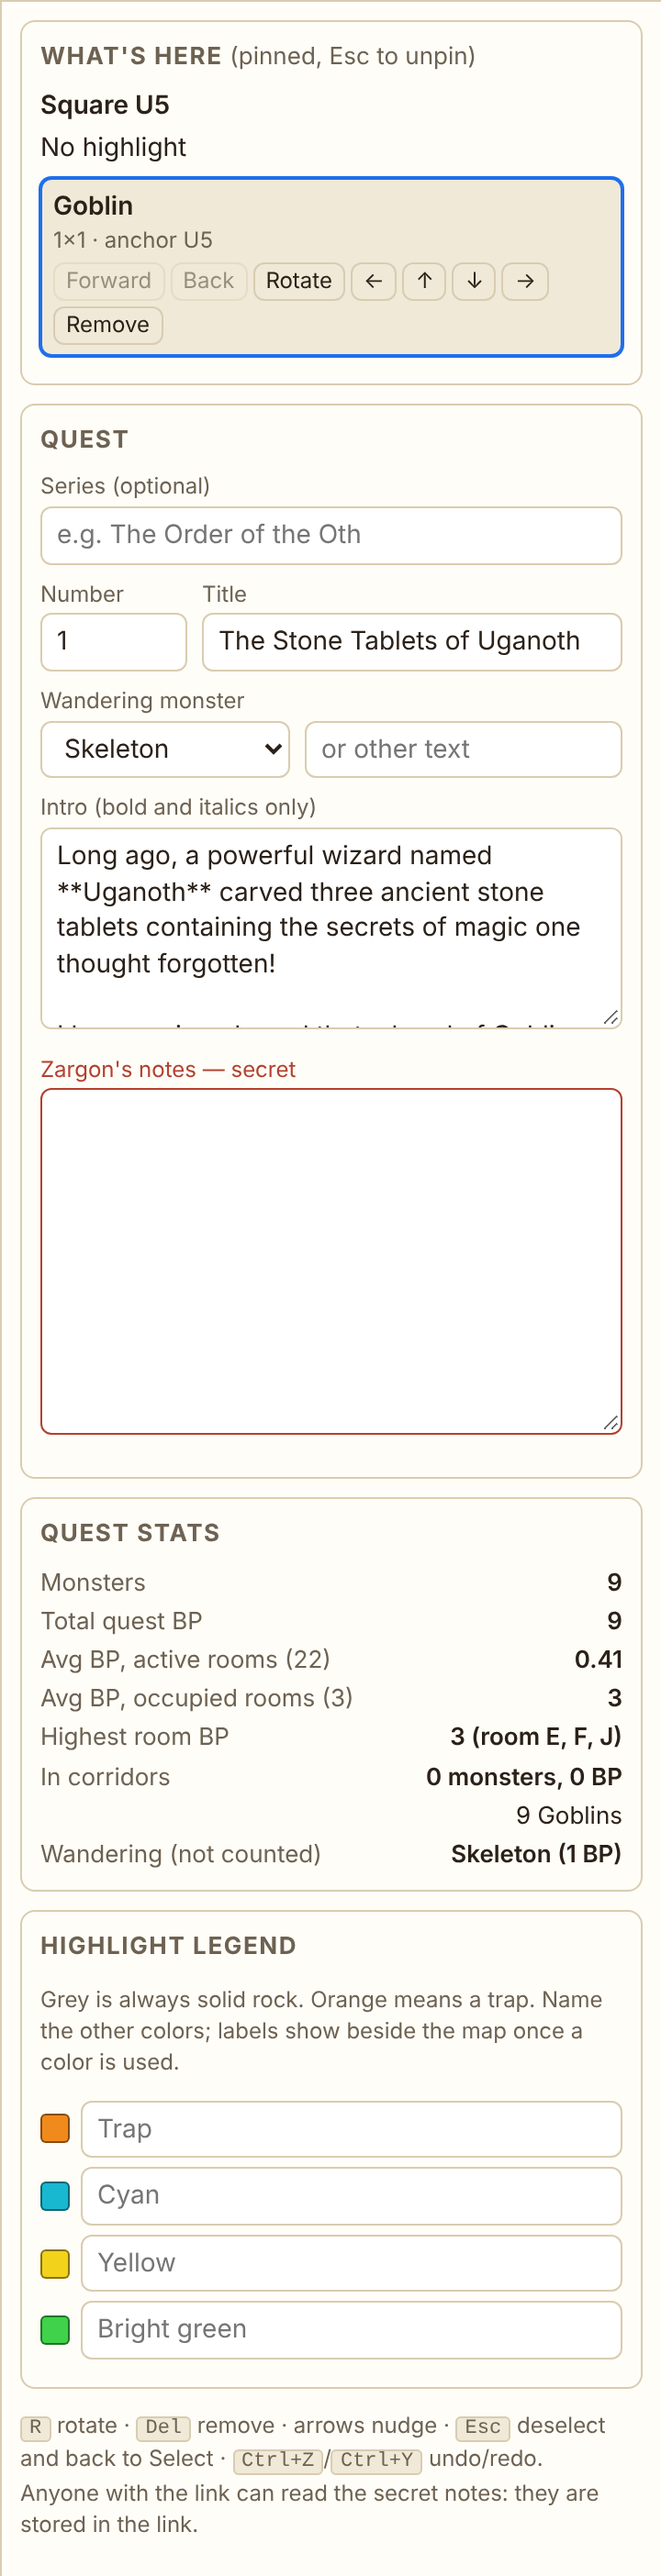 WHAT'S HERE (pinned, Esc to unpin)
Square U5
No highlight
Goblin
1×1 · anchor U5
Forward Back Rotate ← ↑ ↓ →
Remove
QUEST
Series (optional)
e.g. The Order of the Oth
Number Title
1 The Stone Tablets of Uganoth
Wandering monster
Skeleton or other text
Intro (bold and italics only)
Long ago, a powerful wizard named
**Uganoth** carved three ancient stone
tablets containing the secrets of magic one
thought forgotten!
Zargon's notes — secret
QUEST STATS
Monsters 9
Total quest BP 9
Avg BP, active rooms (22) 0.41
Avg BP, occupied rooms (3) 3
Highest room BP 3 (room E, F, J)
In corridors 0 monsters, 0 BP
9 Goblins
Wandering (not counted) Skeleton (1 BP)
HIGHLIGHT LEGEND
Grey is always solid rock. Orange means a trap. Name
the other colors; labels show beside the map once a
color is used.
Trap
Cyan
Yellow
Bright green
R rotate · Del remove · arrows nudge · Esc deselect
and back to Select · Ctrl+Z/Ctrl+Y undo/redo.
Anyone with the link can read the secret notes: they are
stored in the link.